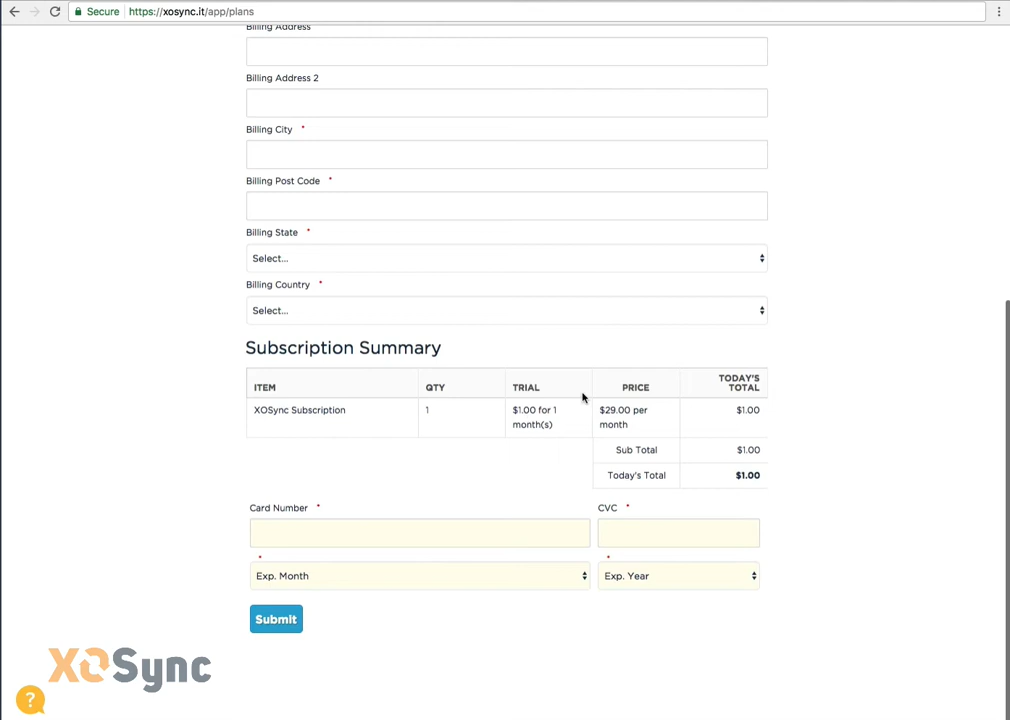 Secure
https://xosync.it/app/plans
Billing Address
Billing Address 2
Billing City *
Billing Post Code *
Billing State *
Select...
Billing Country *
Select...
Subscription Summary
ITEM QTY TRIAL PRICE TODAY'S TOTAL
XOSync Subscription 1 $1.00 for 1 month(s) $29.00 per month $1.00
Sub Total $1.00
Today's Total $1.00
Card Number * CVC *
* *
Exp. Month Exp. Year
Submit
XOSync
?